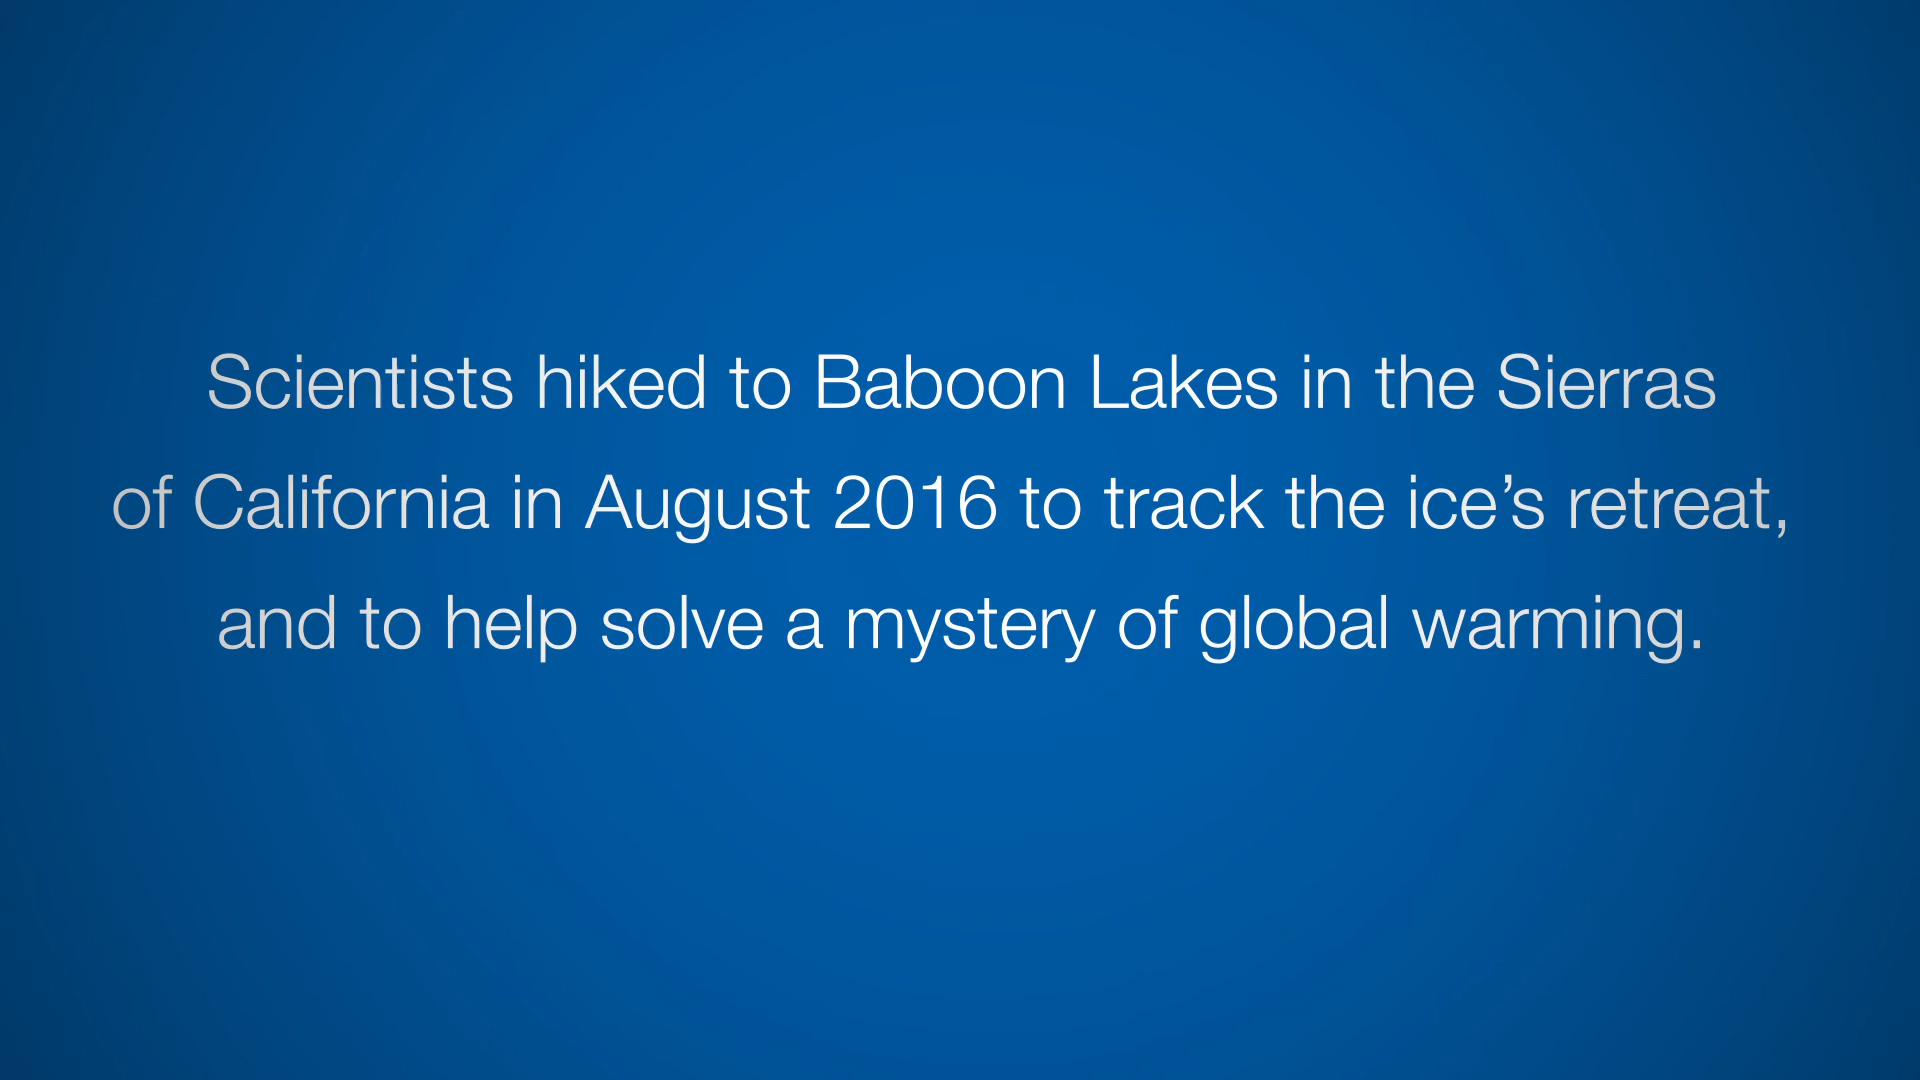 Scientists hiked to Baboon Lakes in the Sierras
of California in August 2016 to track the ice’s retreat,
and to help solve a mystery of global warming.